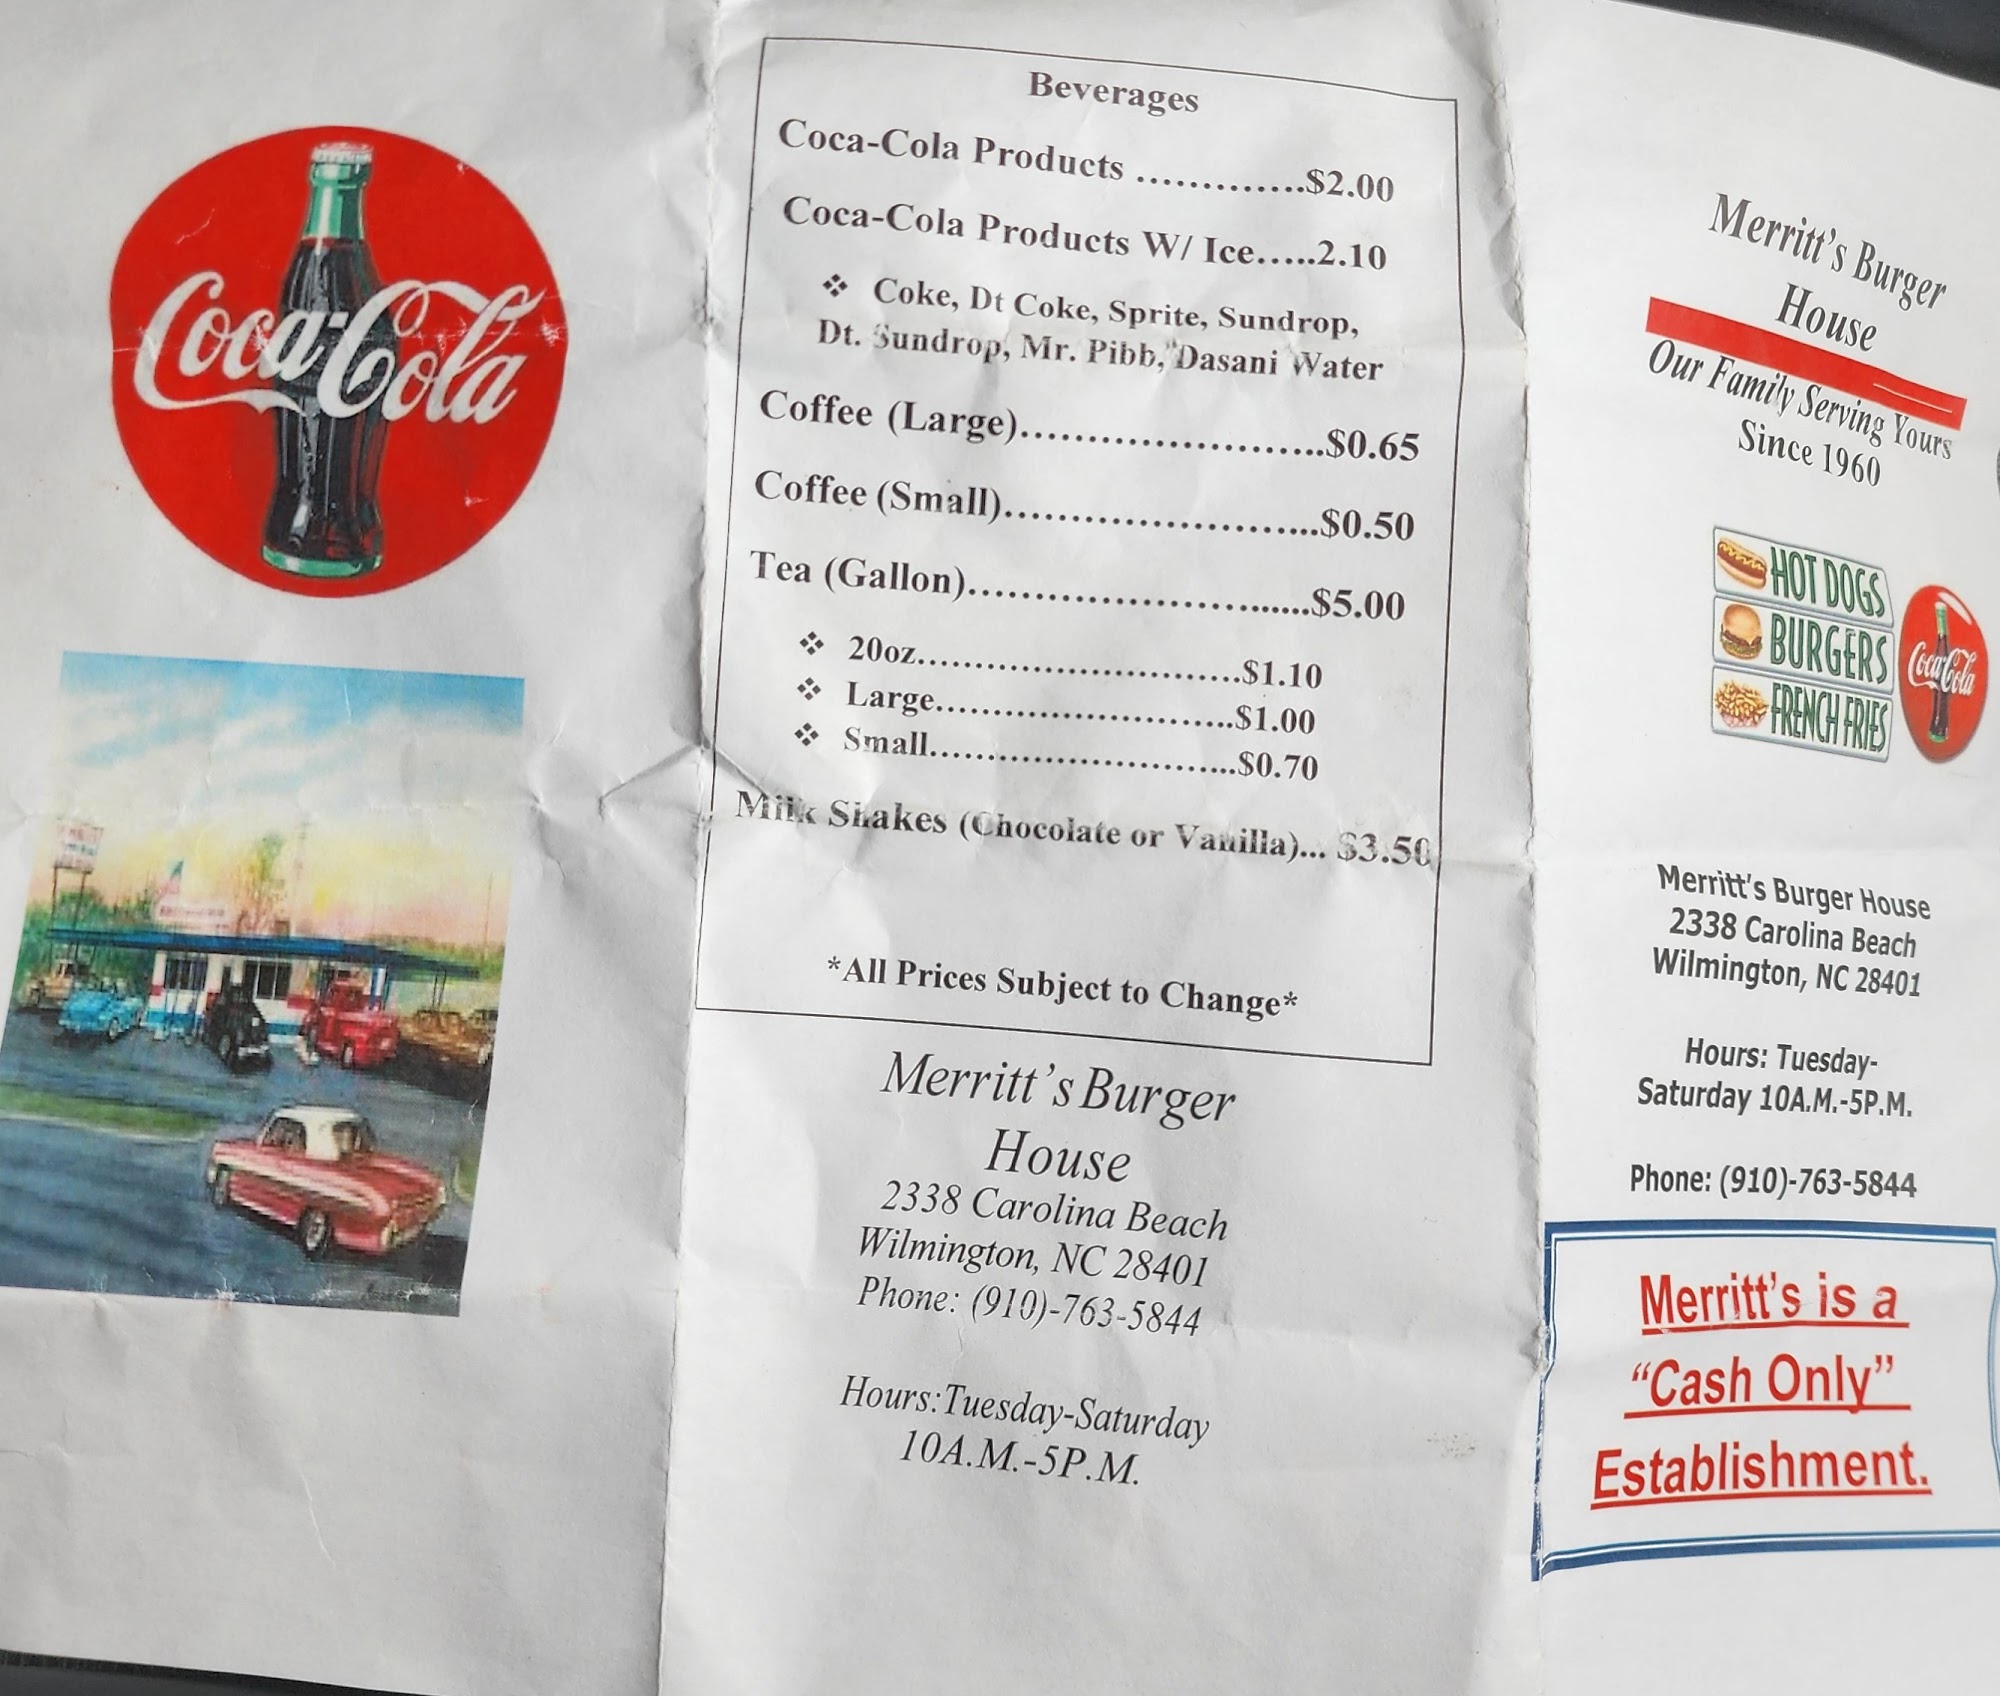 Coca-Cola
Beverages
Coca-Cola Products .............$2.00
Coca-Cola Products W/ Ice.....2.10
❖ Coke, Dt Coke, Sprite, Sundrop,
Dt. Sundrop, Mr. Pibb, Dasani Water
Coffee (Large).......................$0.65
Coffee (Small).......................$0.50
Tea (Gallon).........................$5.00
❖ 20oz.........................$1.10
❖ Large.......................$1.00
❖ Small.......................$0.70
Milk Shakes (Chocolate or Vanilla)... $3.50
*All Prices Subject to Change*
Merritt's Burger
House
2338 Carolina Beach
Wilmington, NC 28401
Phone: (910)-763-5844
Hours:Tuesday-Saturday
10A.M.-5P.M.
Merritt's Burger
House
Our Family Serving Yours
Since 1960
HOT DOGS
BURGERS
FRENCH FRIES
Coca-Cola
Merritt's Burger House
2338 Carolina Beach
Wilmington, NC 28401
Hours: Tuesday-
Saturday 10A.M.-5P.M.
Phone: (910)-763-5844
Merritt's is a
"Cash Only"
Establishment.